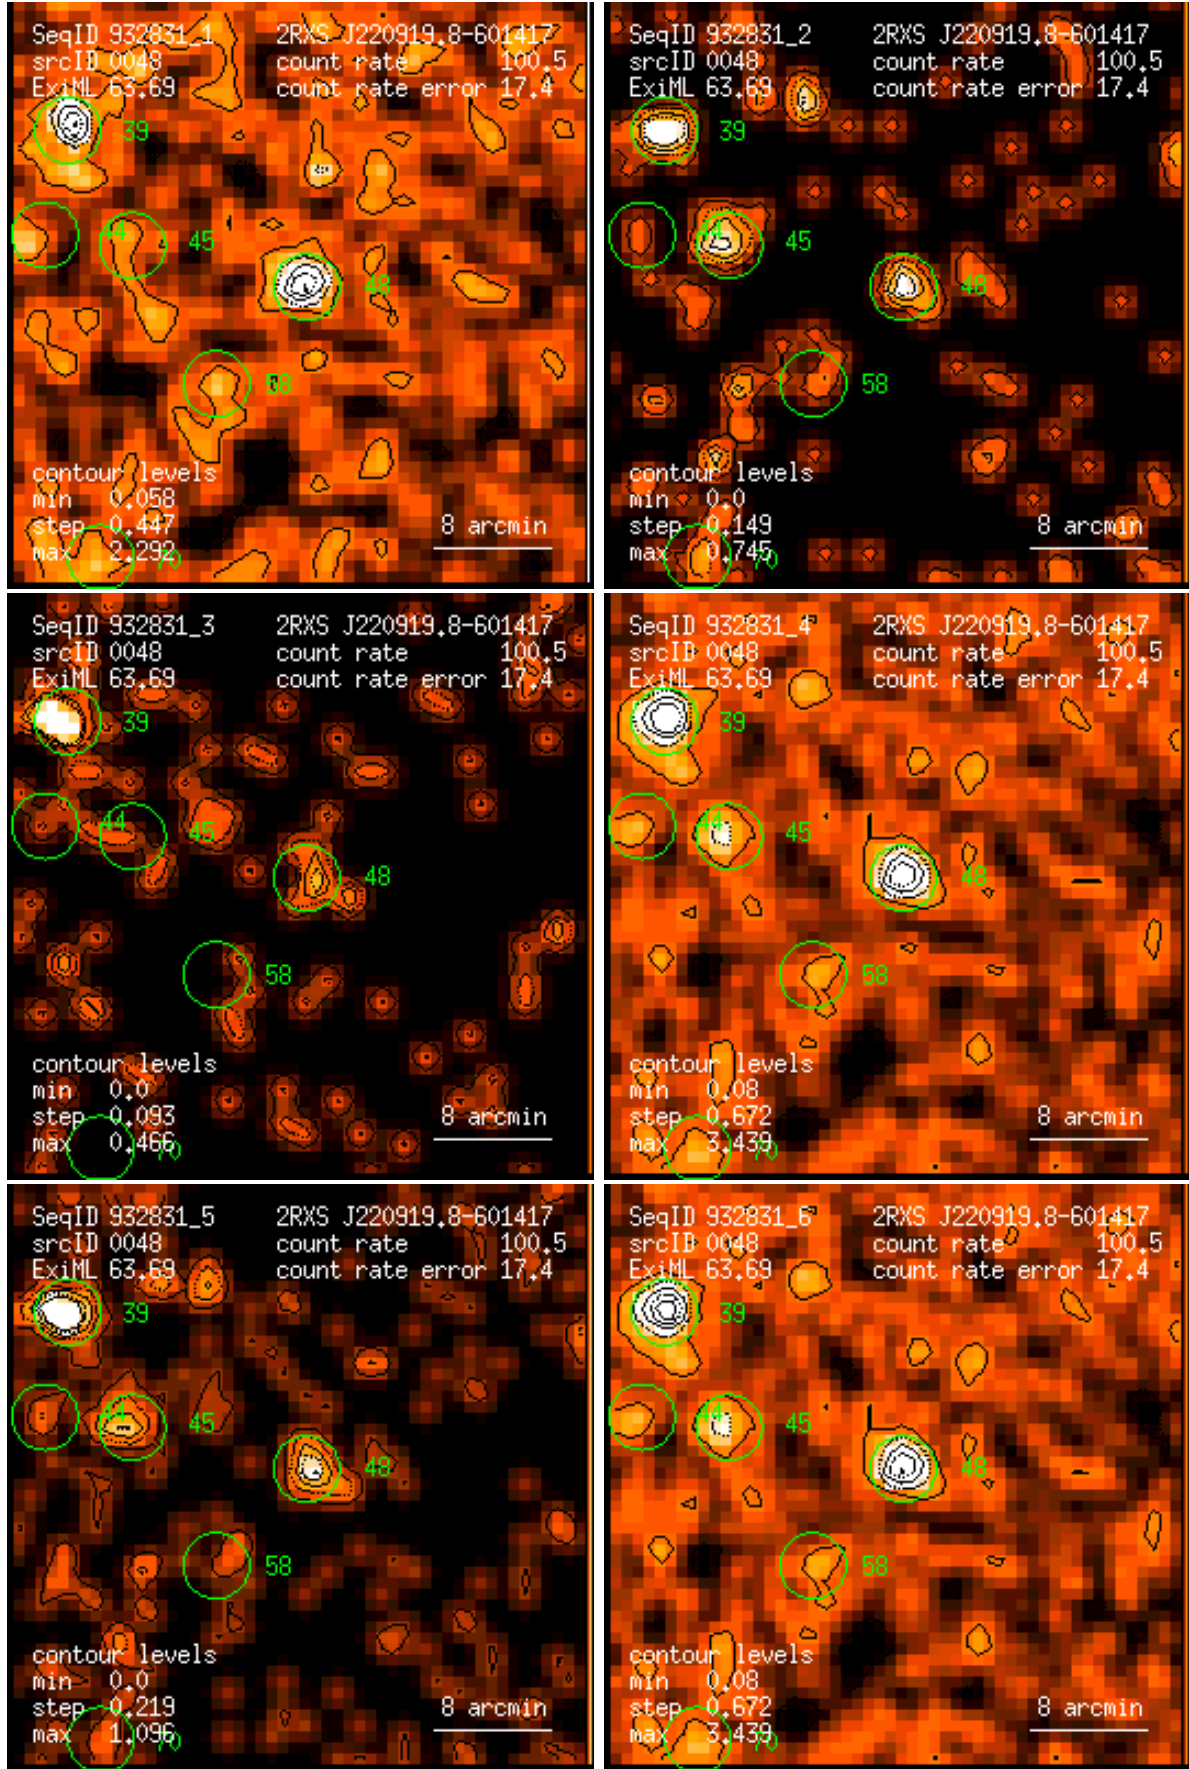 SeqID 932831_1 2RXS J220919.8-601417
srcID 0048 count rate 100.5
ExiML 63.69 count rate error 17.4
39
44
45
48
58
contour levels
min 0.058
step 0.447
max 2.292
8 arcmin
70
SeqID 932831_2 2RXS J220919.8-601417
srcID 0048 count rate 100.5
ExiML 63.69 count rate error 17.4
39
44
45
48
58
contour levels
min 0.0
step 0.149
max 0.745
8 arcmin
70
SeqID 932831_3 2RXS J220919.8-601417
srcID 0048 count rate 100.5
ExiML 63.69 count rate error 17.4
39
44
45
48
58
contour levels
min 0.0
step 0.093
max 0.466
8 arcmin
70
SeqID 932831_4 2RXS J220919.8-601417
srcID 0048 count rate 100.5
ExiML 63.69 count rate error 17.4
39
44
45
48
58
contour levels
min 0.08
step 0.672
max 3.439
8 arcmin
70
SeqID 932831_5 2RXS J220919.8-601417
srcID 0048 count rate 100.5
ExiML 63.69 count rate error 17.4
39
44
45
48
58
contour levels
min 0.0
step 0.219
max 1.096
8 arcmin
70
SeqID 932831_6 2RXS J220919.8-601417
srcID 0048 count rate 100.5
ExiML 63.69 count rate error 17.4
39
44
45
48
58
contour levels
min 0.08
step 0.672
max 3.439
8 arcmin
70